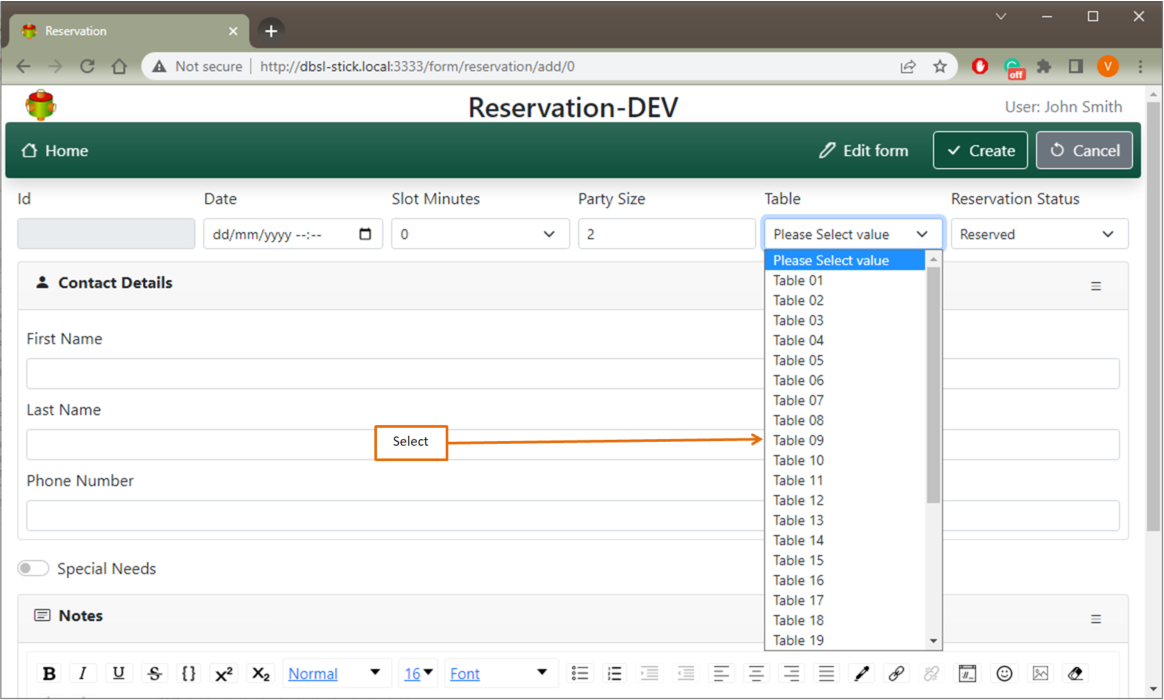 Reservation
Not secure | http://dbsl-stick.local:3333/form/reservation/add/0
off
V
Reservation-DEV
User: John Smith
Home
Edit form
Create
Cancel
Id
Date
Slot Minutes
Party Size
Table
Reservation Status
dd/mm/yyyy --:--
0
2
Please Select value
Reserved
Please Select value
Table 01
Table 02
Table 03
Table 04
Table 05
Table 06
Table 07
Table 08
Table 09
Table 10
Table 11
Table 12
Table 13
Table 14
Table 15
Table 16
Table 17
Table 18
Table 19
Contact Details
First Name
Last Name
Select
Phone Number
Special Needs
Notes
B I U S {} X² X₂ Normal 16 Font